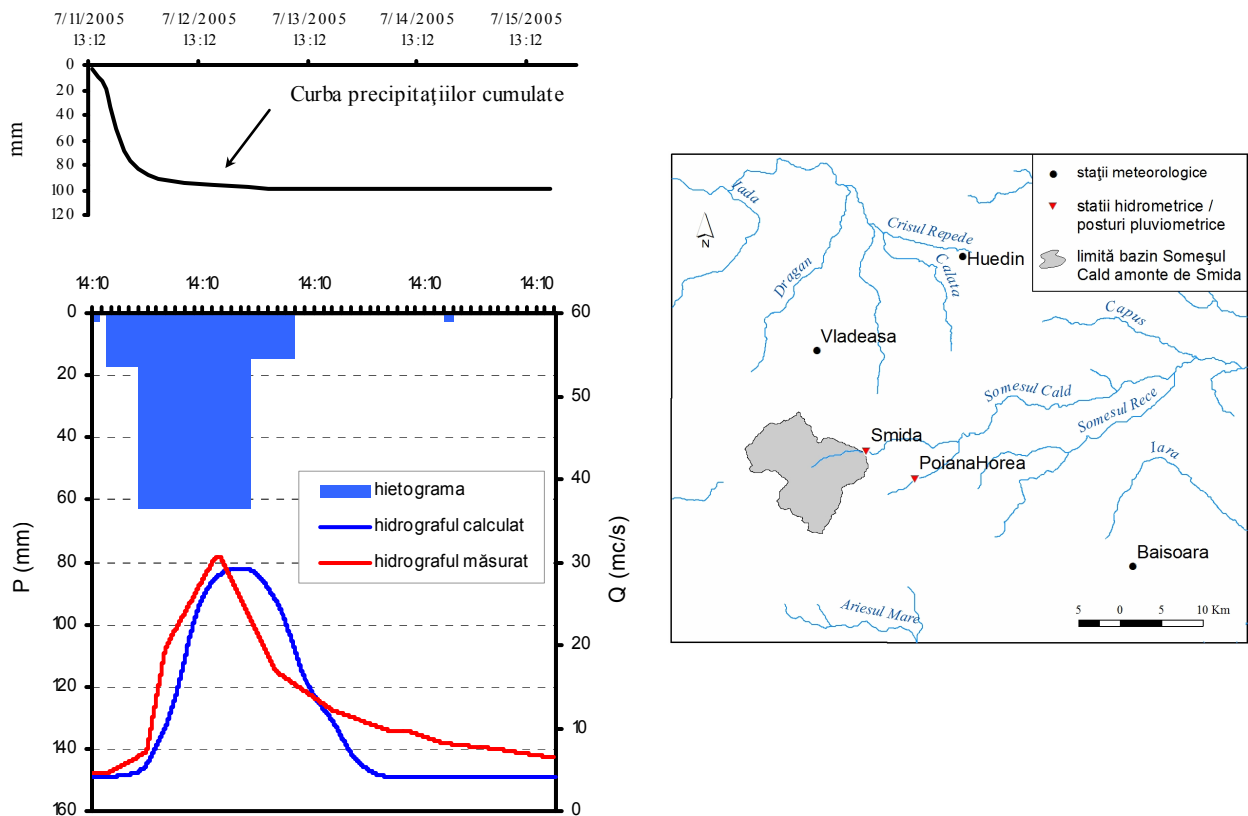 7/11/2005 7/12/2005 7/13/2005 7/14/2005 7/15/2005
13:12 13:12 13:12 13:12 13:12
0
20
40
60
80
100
120
mm
Curba precipitaţiilor cumulate
14:10 14:10 14:10 14:10 14:10
0
20
40
60
80
100
120
140
160
P (mm)
60
50
40
30
20
10
0
Q (mc/s)
hietograma
hidrograful calculat
hidrograful măsurat
staţii meteorologice
statii hidrometrice /
posturi pluviometrice
limită bazin Someşul
Cald amonte de Smida
Iada
N
Crisul Repede
Huedin
Dragan
Calata
Capus
Vladeasa
Somesul Cald
Somesul Rece
Smida
PoianaHorea
Iara
Baisoara
Ariesul Mare
5 0 5 10 Km